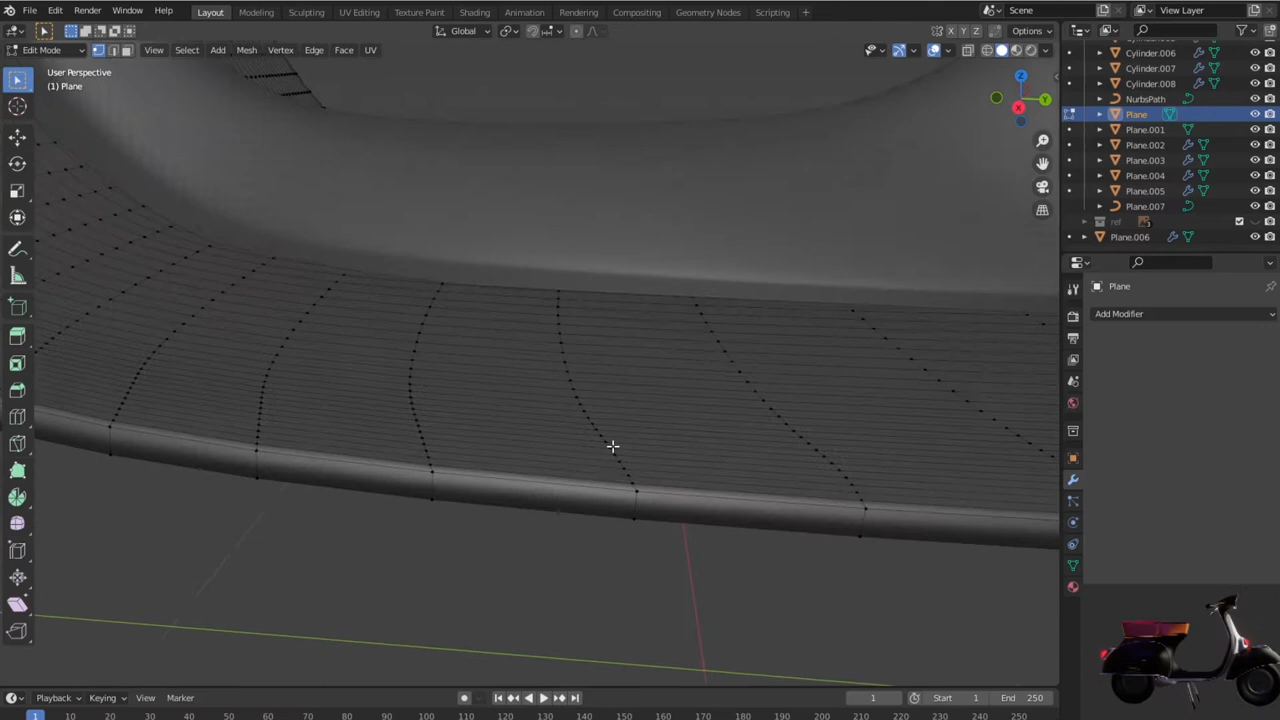 File Edit Render Window Help Layout Modeling Sculpting UV Editing Texture Paint Shading Animation Rendering Compositing Geometry Nodes Scripting + Scene View Layer
Edit Mode View Select Add Mesh Vertex Edge Face UV Global X Y Z Options
User Perspective
(1) Plane
Z
Y
X
Cylinder.006
Cylinder.007
Cylinder.008
NurbsPath
Plane
Plane.001
Plane.002
Plane.003
Plane.004
Plane.005
Plane.007
ref
Plane.006
Plane
Add Modifier
Playback Keying View Marker 1 Start 1 End 250
1 10 20 30 40 50 60 70 80 90 100 110 120 130 140 150 160 170 180 190 200 210 220 230 240 250